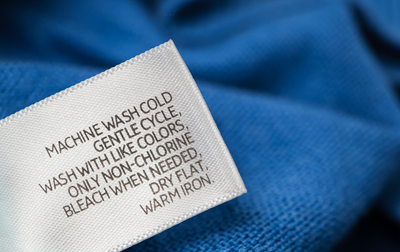 MACHINE WASH COLD
GENTLE CYCLE,
WASH WITH LIKE COLORS,
ONLY NON-CHLORINE
BLEACH WHEN NEEDED,
DRY FLAT,
WARM IRON,